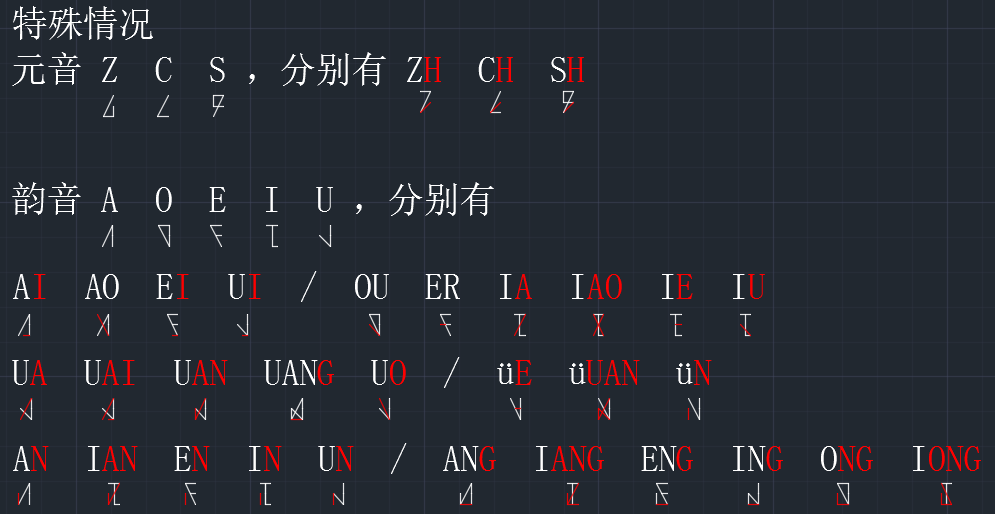 特殊情况
元音 Z C S ，分别有 ZH CH SH
韵音 A O E I U ，分别有
AI AO EI UI / OU ER IA IAO IE IU
UA UAI UAN UANG UO / üE üUAN üN
AN IAN EN IN UN / ANG IANG ENG ING ONG IONG